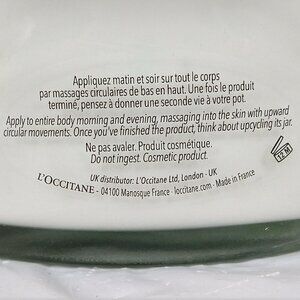 Appliquez matin et soir sur tout le corps
par massages circulaires de bas en haut. Une fois le produit
terminé, pensez à donner une seconde vie à votre pot.
Apply to entire body morning and evening, massaging into the skin with upward
circular movements. Once you've finished the product, think about upcycling its jar.
Ne pas avaler. Produit cosmétique.
Do not ingest. Cosmetic product.
12 M
UK distributor: L'Occitane Ltd, London - UK
L'OCCITANE - 04100 Manosque France - loccitane.com - Made in France